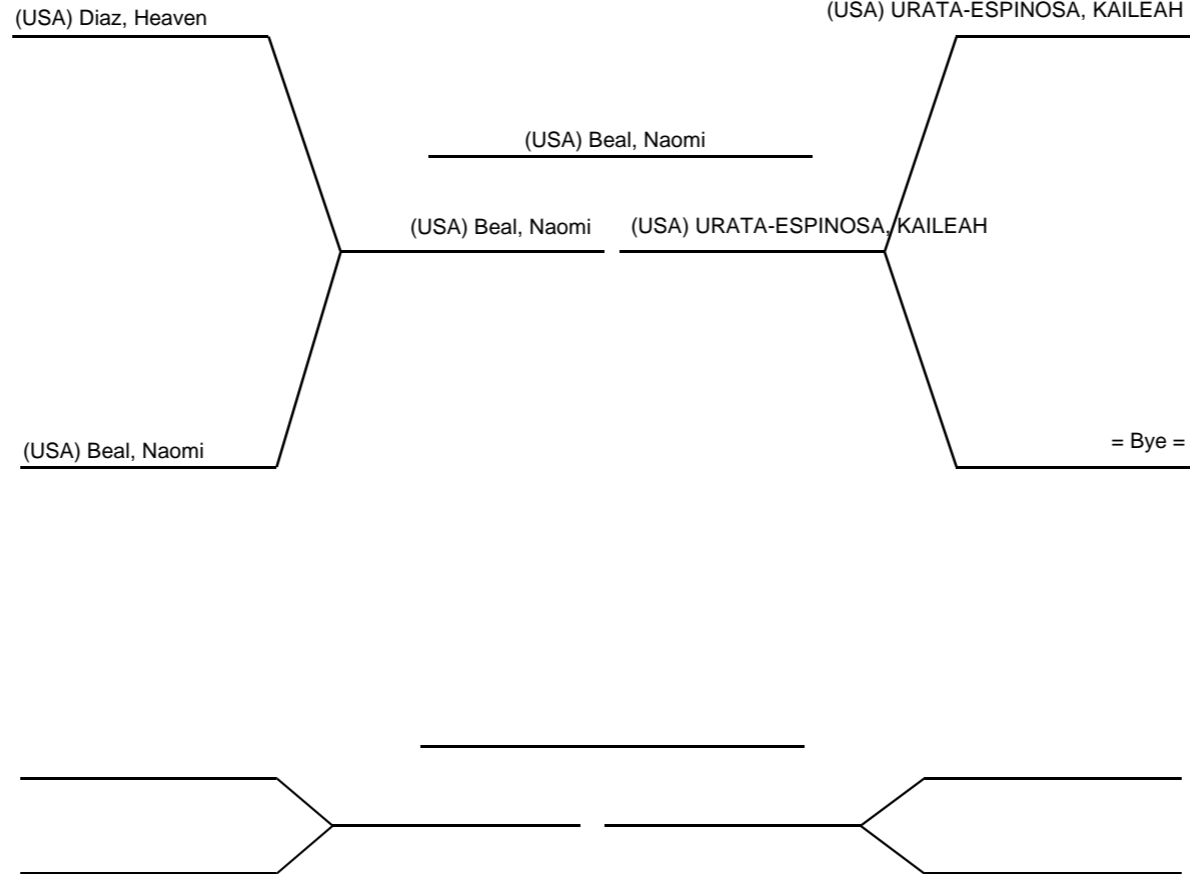 (USA) Diaz, Heaven
(USA) URATA-ESPINOSA, KAILEAH
(USA) Beal, Naomi
(USA) Beal, Naomi
(USA) URATA-ESPINOSA, KAILEAH
(USA) Beal, Naomi
= Bye =